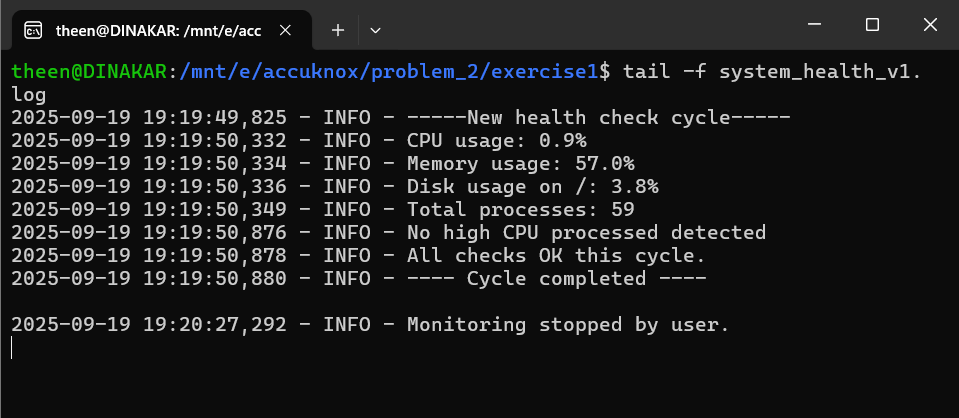 theen@DINAKAR: /mnt/e/acc
theen@DINAKAR:/mnt/e/accuknox/problem_2/exercise1$ tail -f system_health_v1.
log
2025-09-19 19:19:49,825 - INFO - -----New health check cycle-----
2025-09-19 19:19:50,332 - INFO - CPU usage: 0.9%
2025-09-19 19:19:50,334 - INFO - Memory usage: 57.0%
2025-09-19 19:19:50,336 - INFO - Disk usage on /: 3.8%
2025-09-19 19:19:50,349 - INFO - Total processes: 59
2025-09-19 19:19:50,876 - INFO - No high CPU processed detected
2025-09-19 19:19:50,878 - INFO - All checks OK this cycle.
2025-09-19 19:19:50,880 - INFO - ---- Cycle completed ----
2025-09-19 19:20:27,292 - INFO - Monitoring stopped by user.